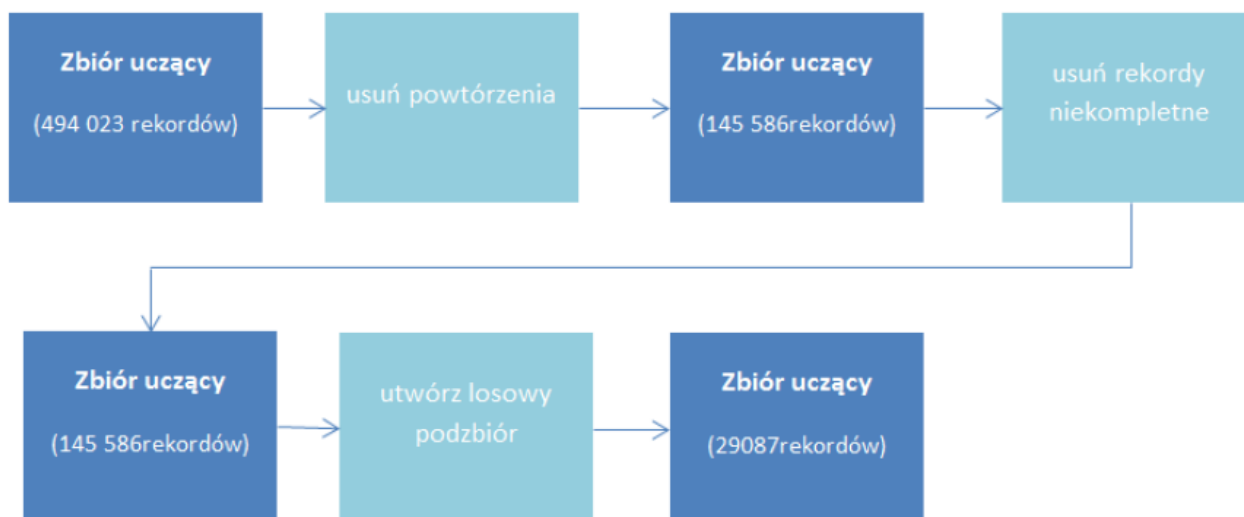 Zbiór uczący
(494 023 rekordów)
usuń powtórzenia
Zbiór uczący
(145 586rekordów)
usuń rekordy
niekompletne
Zbiór uczący
(145 586rekordów)
utwórz losowy
podzbiór
Zbiór uczący
(29087rekordów)